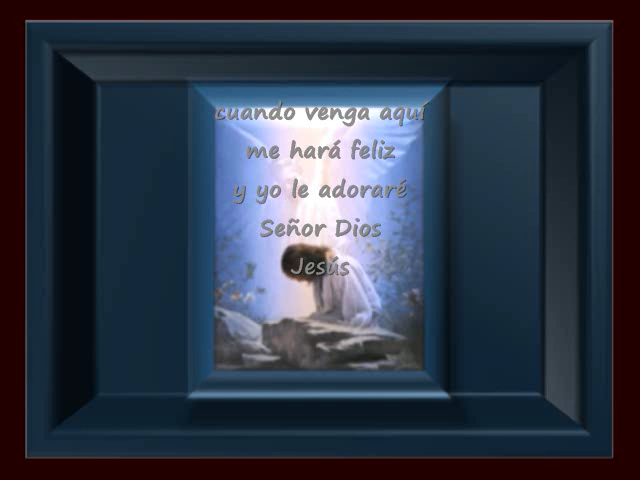 cuando venga aquí
me hará feliz
y yo le adoraré
Señor Dios
Jesús